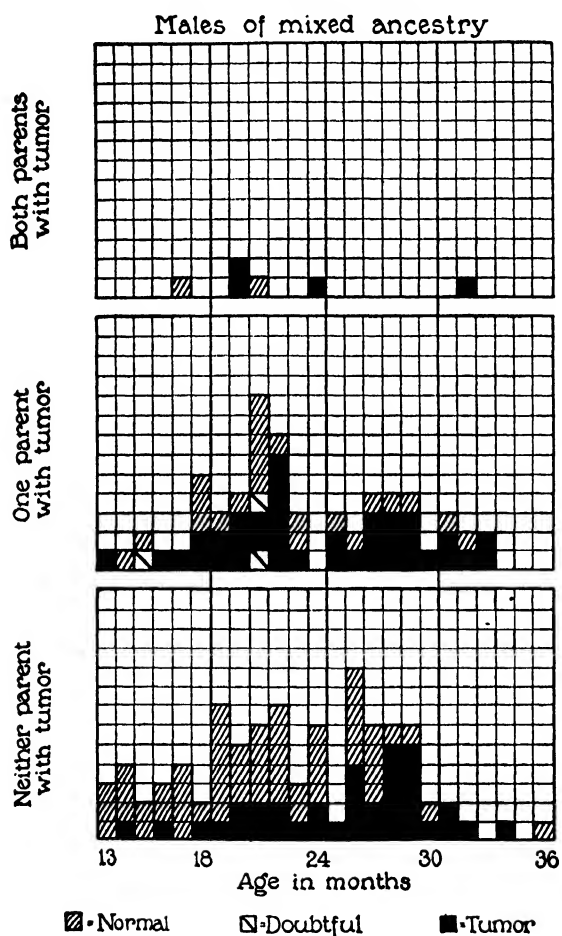 Males of mixed ancestry
Both parents
with tumor
One parent
with tumor
Neither parent
with tumor
13 18 24 30 36
Age in months
=Normal =Doubtful =Tumor